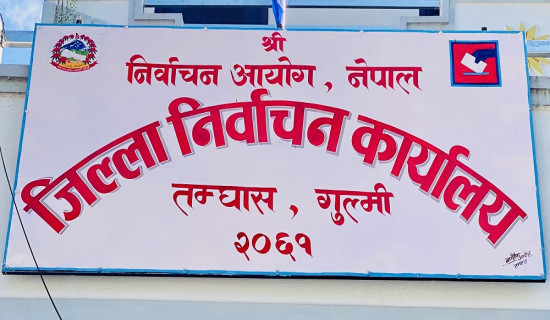 श्री
निर्वाचन आयोग, नेपाल
जिल्ला निर्वाचन कार्यालय
तम्घास, गुल्मी
२०६१